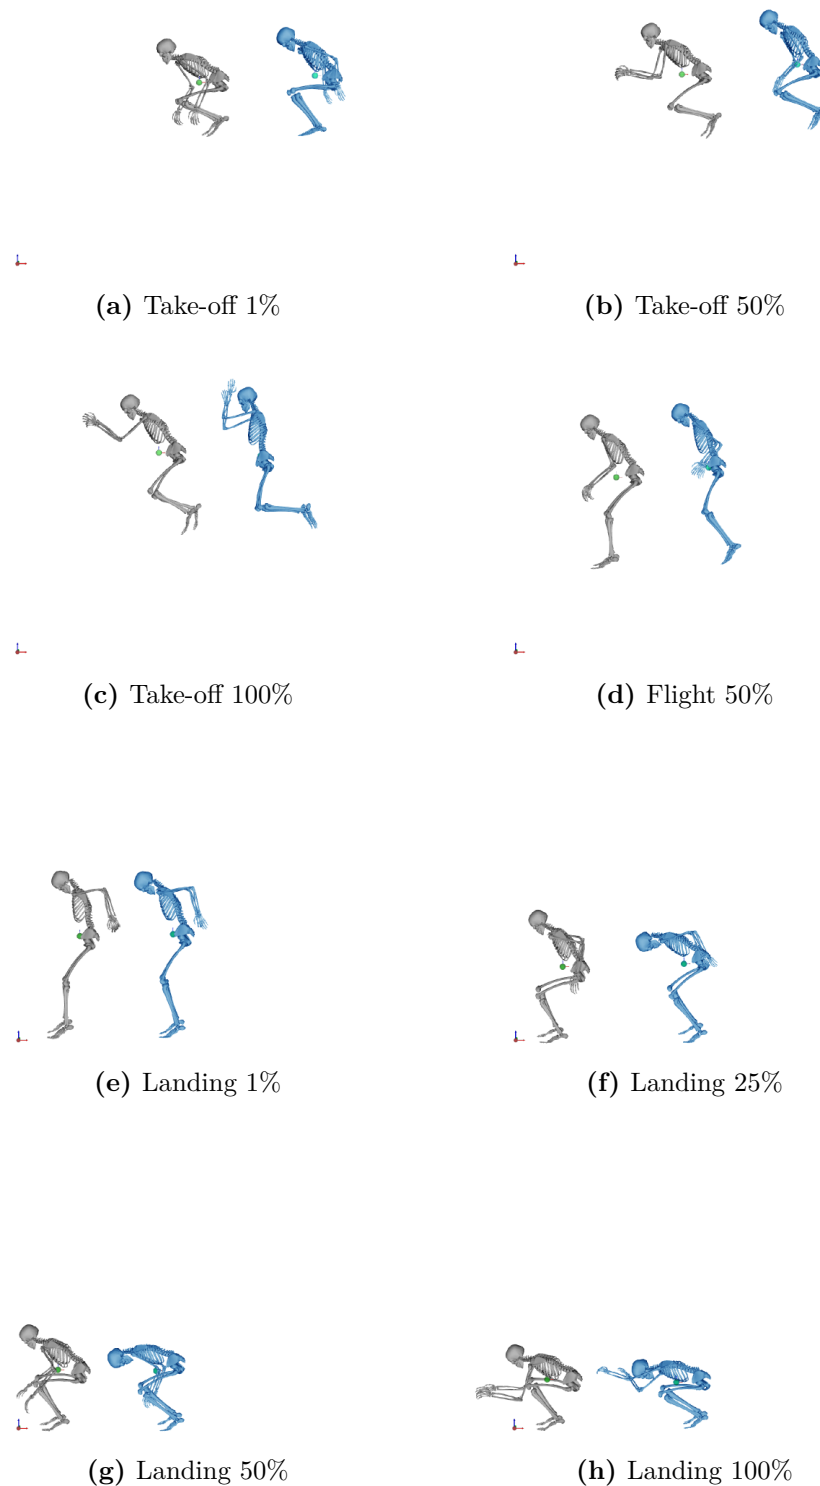 (a) Take-off 1%
(b) Take-off 50%
(c) Take-off 100%
(d) Flight 50%
(e) Landing 1%
(f) Landing 25%
(g) Landing 50%
(h) Landing 100%